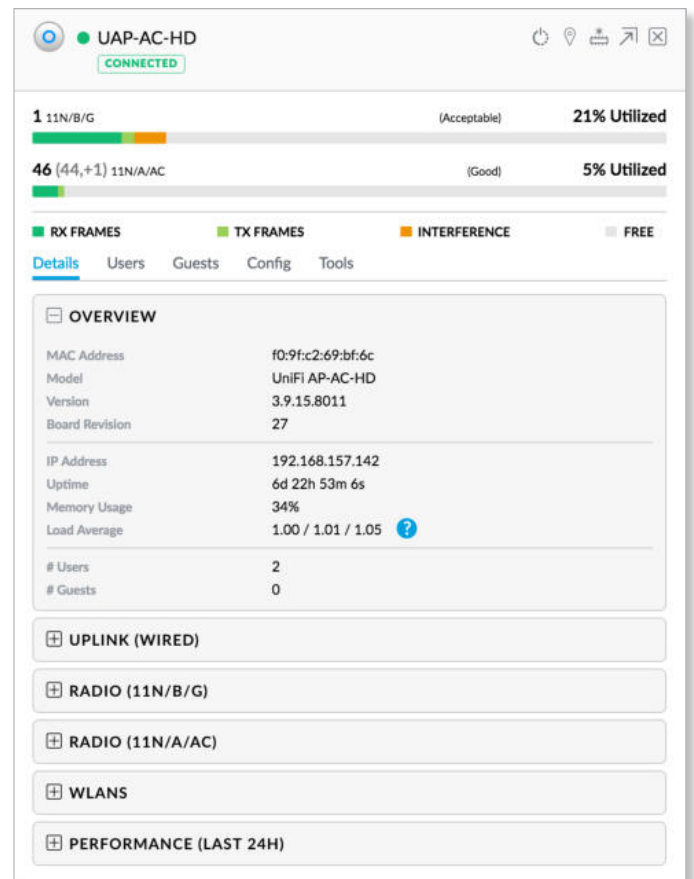 UAP-AC-HD
CONNECTED
1 11N/B/G (Acceptable) 21% Utilized
46 (44,+1) 11N/A/AC (Good) 5% Utilized
RX FRAMES TX FRAMES INTERFERENCE FREE
Details Users Guests Config Tools
OVERVIEW
MAC Address f0:9f:c2:69:bf:6c
Model UniFi AP-AC-HD
Version 3.9.15.8011
Board Revision 27
IP Address 192.168.157.142
Uptime 6d 22h 53m 6s
Memory Usage 34%
Load Average 1.00 / 1.01 / 1.05 ?
# Users 2
# Guests 0
UPLINK (WIRED)
RADIO (11N/B/G)
RADIO (11N/A/AC)
WLANS
PERFORMANCE (LAST 24H)